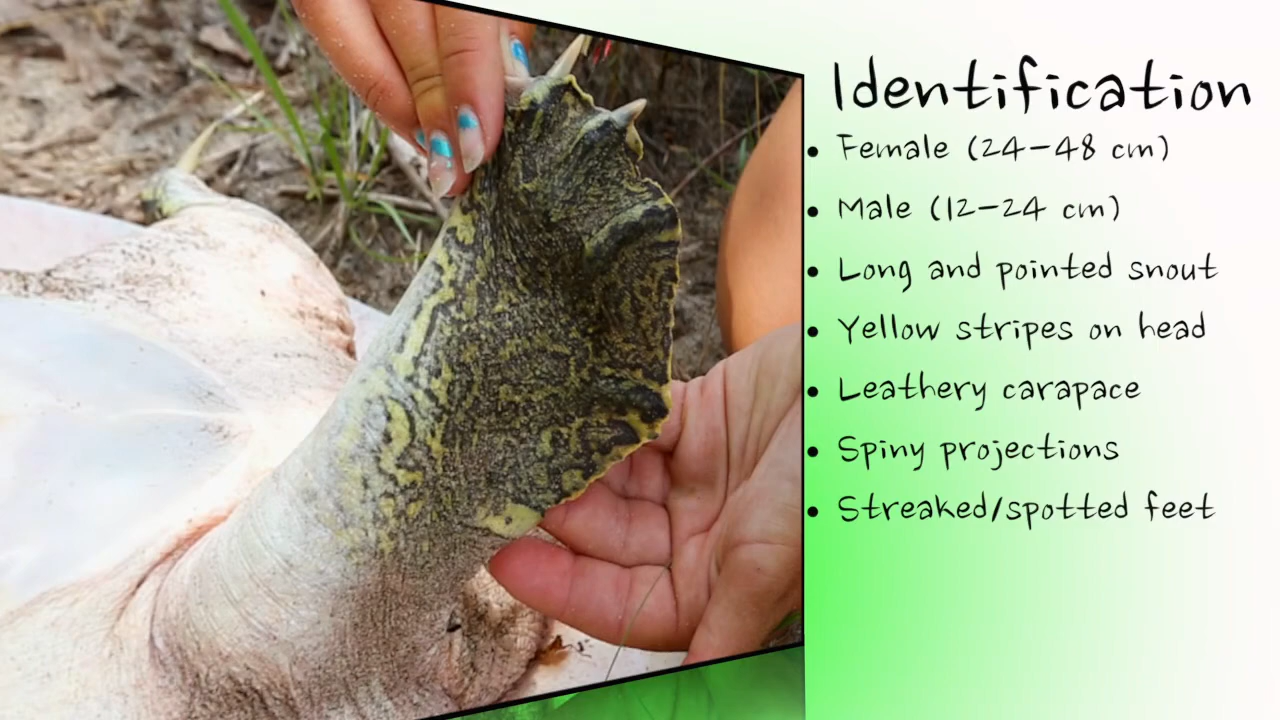 Identification
• Female (24-48 cm)
• Male (12-24 cm)
• Long and pointed snout
• Yellow stripes on head
• Leathery carapace
• Spiny projections
• Streaked/spotted feet